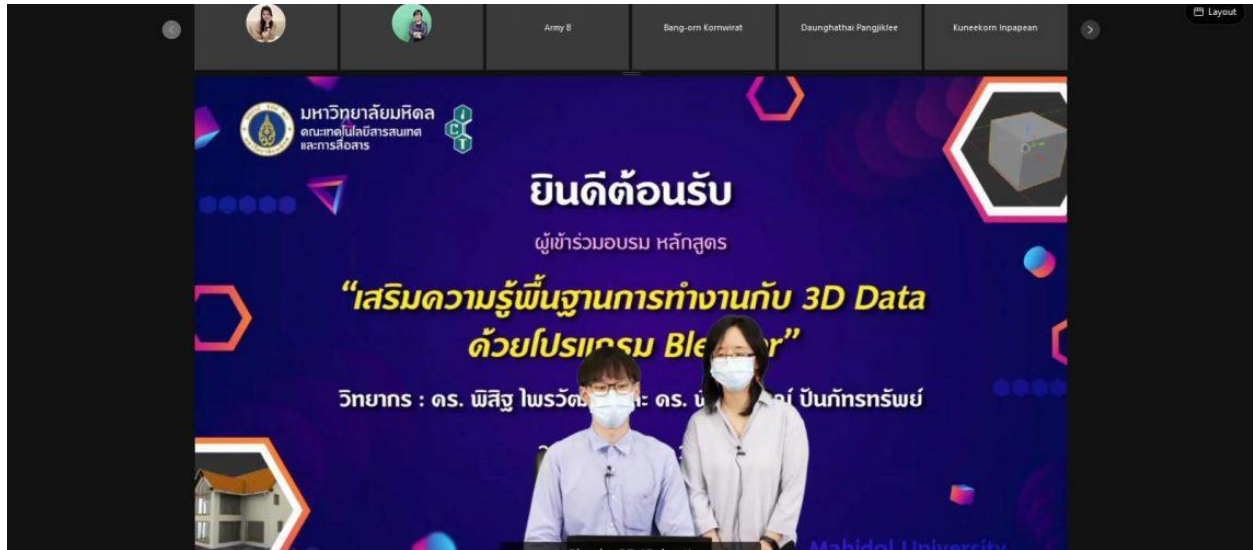 Layout
Army B
Bang-orn Kornwirat
Daunghathai Pangjiklee
Kuneekorn Inpapean
มหาวิทยาลัยมหิดล
คณะเทคโนโลยีสารสนเทศ
และการสื่อสาร
iCT
ยินดีต้อนรับ
ผู้เข้าร่วมอบรม หลักสูตร
“เสริมความรู้พื้นฐานการทำงานกับ 3D Data
ด้วยโปรแกรม
วิทยากร : ดร. พิสิฐ ดร. ปันภัทรทรัพย์
Mahidol University